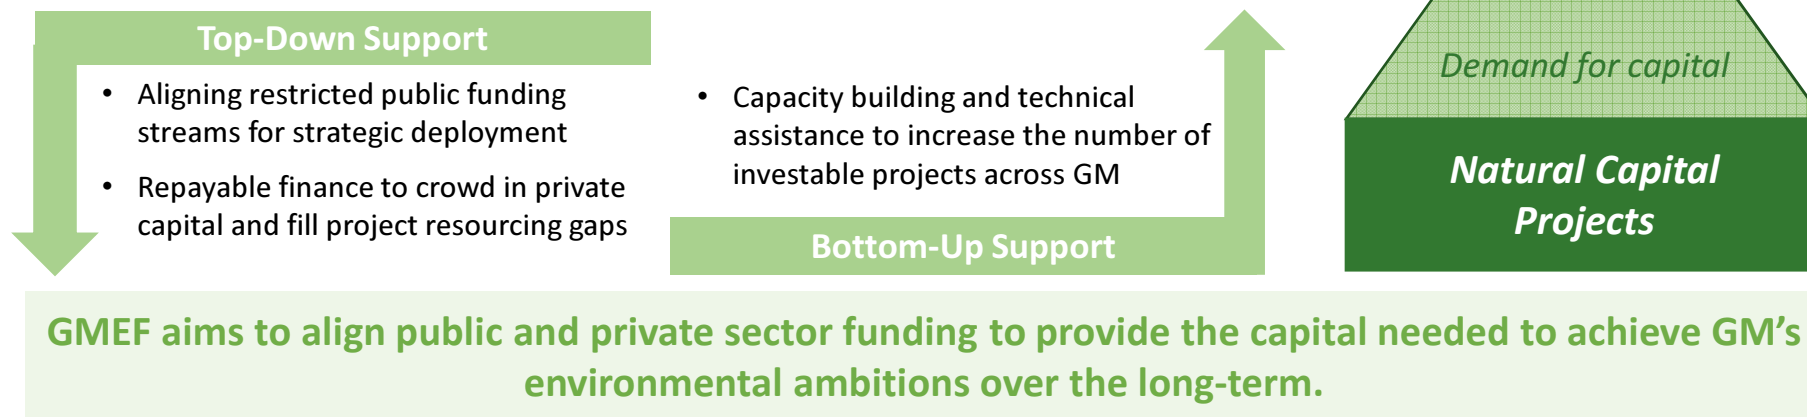 Top-Down Support
• Aligning restricted public funding
streams for strategic deployment
• Repayable finance to crowd in private
capital and fill project resourcing gaps
• Capacity building and technical
assistance to increase the number of
investable projects across GM
Bottom-Up Support
Demand for capital
Natural Capital
Projects
GMEF aims to align public and private sector funding to provide the capital needed to achieve GM’s
environmental ambitions over the long-term.